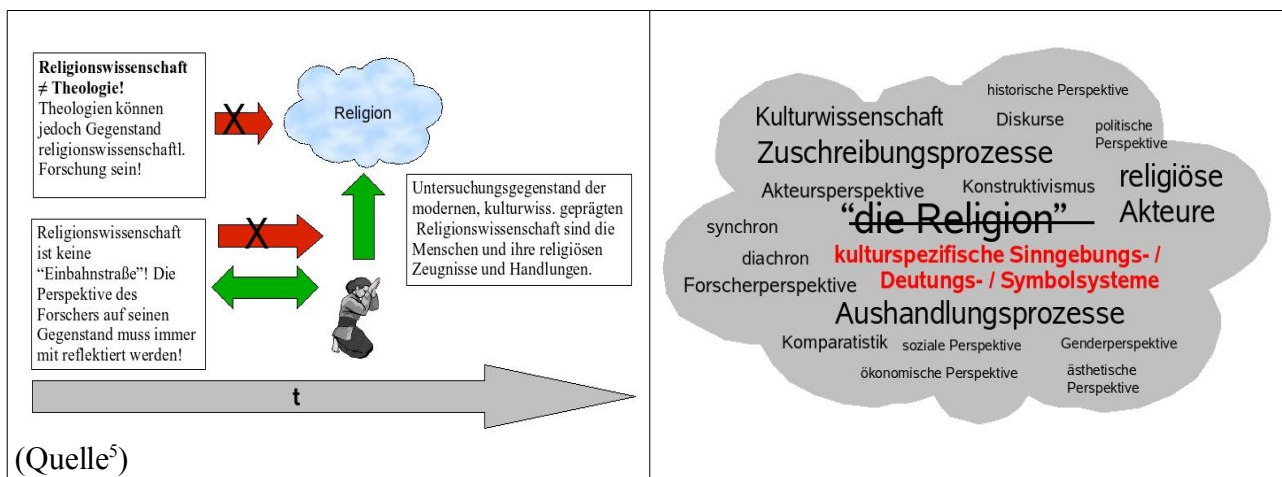 Religionswissenschaft
≠ Theologie!
Theologien können
jedoch Gegenstand
religionswissenschaftl.
Forschung sein!
X
Religion
Religionswissenschaft
ist keine
“Einbahnstraße”! Die
Perspektive des
Forschers auf seinen
Gegenstand muss immer
mit reflektiert werden!
X
Untersuchungsgegenstand der
modernen, kulturwiss. geprägten
Religionswissenschaft sind die
Menschen und ihre religiösen
Zeugnisse und Handlungen.
t
(Quelle⁵)
historische Perspektive
Kulturwissenschaft
Diskurse
politische
Perspektive
Zuschreibungsprozesse
religiöse
Akteure
Akteursperspektive
Konstruktivismus
“die Religion”
synchron
diachron
kulturspezifische Sinngebungs- /
Deutungs- / Symbolsysteme
Forscherperspektive
Aushandlungsprozesse
Komparatistik
soziale Perspektive
Genderperspektive
ökonomische Perspektive
ästhetische
Perspektive